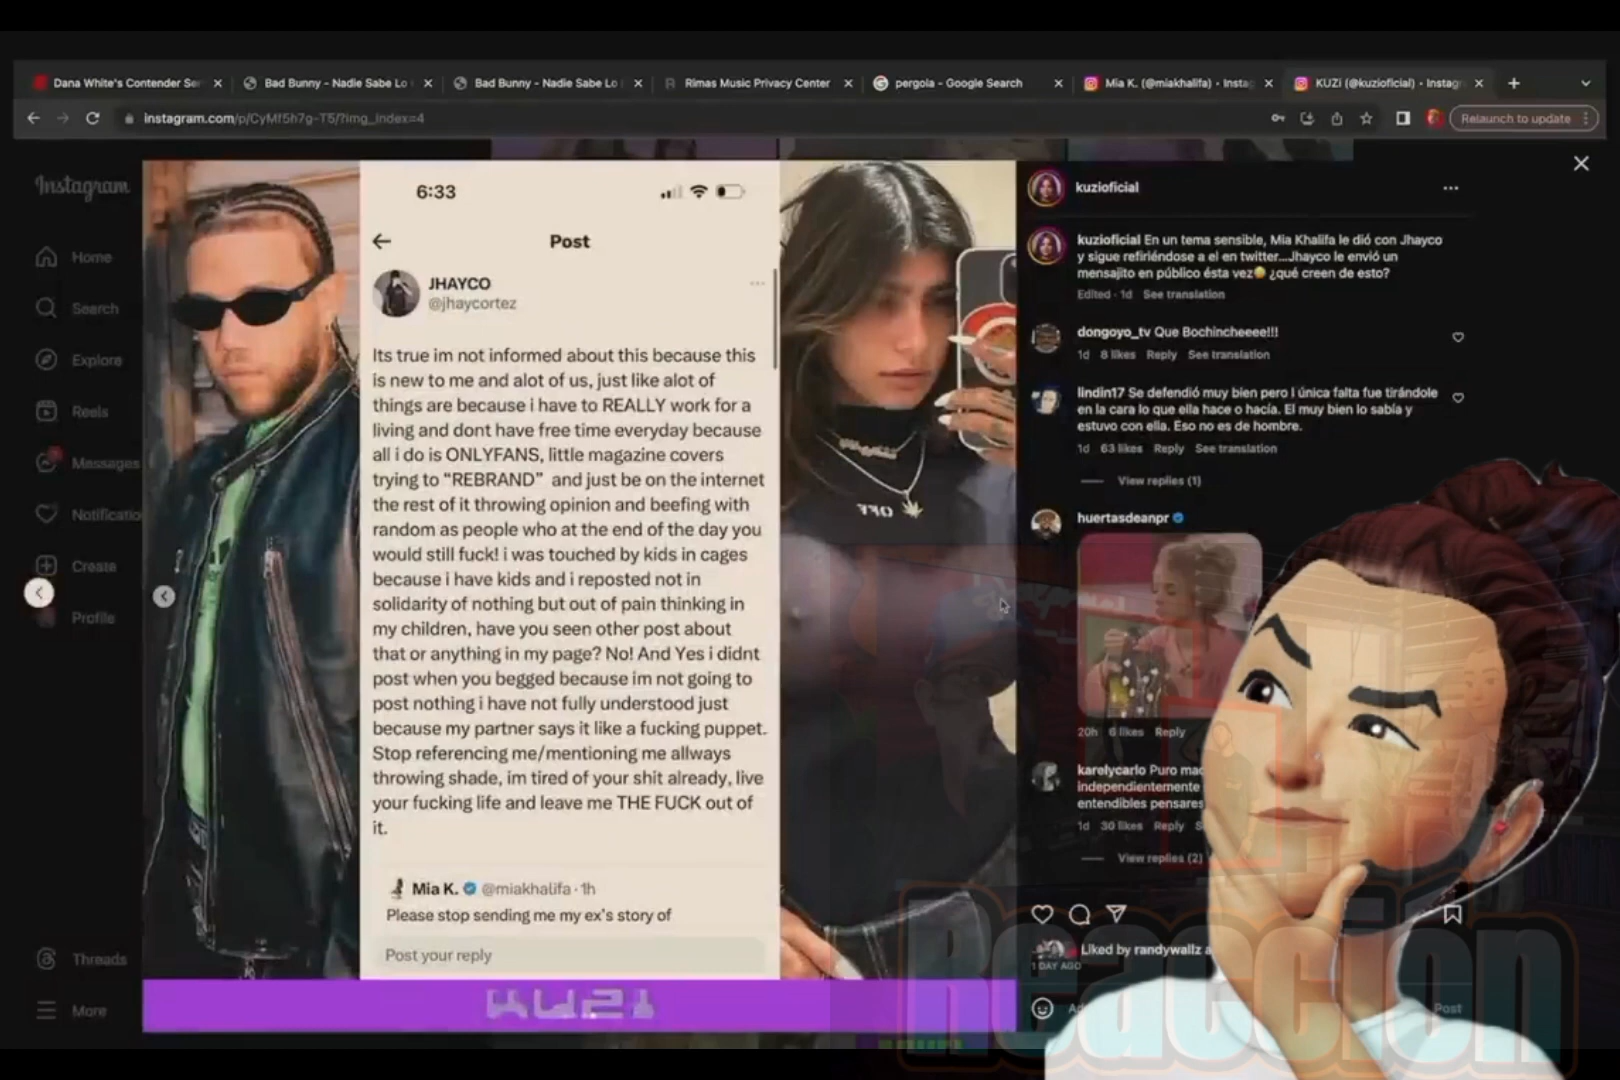 Dana White's Contender Ser
Bad Bunny - Nadie Sabe Lo
Bad Bunny - Nadie Sabe Lo
Rimas Music Privacy Center
pergola - Google Search
Mia K. (@miakhalifa) • Instag
KUZi (@kuzioficial) • Instagr
instagram.com/p/CyMf5h7g-T5/?img_index=4
Relaunch to update
Instagram
Home
Search
Explore
Reels
Messages
Notificatio
Create
Profile
Threads
More
6:33
Post
JHAYCO
@jhaycortez
Its true im not informed about this because this
is new to me and alot of us, just like alot of
things are because i have to REALLY work for a
living and dont have free time everyday because
all i do is ONLYFANS, little magazine covers
trying to “REBRAND” and just be on the internet
the rest of it throwing opinion and beefing with
random as people who at the end of the day you
would still fuck! i was touched by kids in cages
because i have kids and i reposted not in
solidarity of nothing but out of pain thinking in
my children, have you seen other post about
that or anything in my page? No! And Yes i didnt
post when you begged because im not going to
post nothing i have not fully understood just
because my partner says it like a fucking puppet.
Stop referencing me/mentioning me allways
throwing shade, im tired of your shit already, live
your fucking life and leave me THE FUCK out of
it.
Mia K. @miakhalifa · 1h
Please stop sending me my ex's story of
Post your reply
OFF
KUZI
kuzioficial
kuzioficial En un tema sensible, Mia Khalifa le dió con Jhayco
y sigue refiriéndose a el en twitter...Jhayco le envió un
mensajito en público ésta vez😲 ¿qué creen de esto?
Edited · 1d See translation
dongoyo_tv Que Bochincheeee!!!
1d 8 likes Reply See translation
lindin17 Se defendió muy bien pero l única falta fue tirándole
en la cara lo que ella hace o hacía. El muy bien lo sabía y
estuvo con ella. Eso no es de hombre.
1d 63 likes Reply See translation
View replies (1)
huertasdeanpr
20h 6 likes Reply
karelycarlo Puro mac
independientemente
entendibles pensares
1d 30 likes Reply S
View replies (2)
Liked by randywallz a
1 DAY AGO
Ad
Post
Reacción